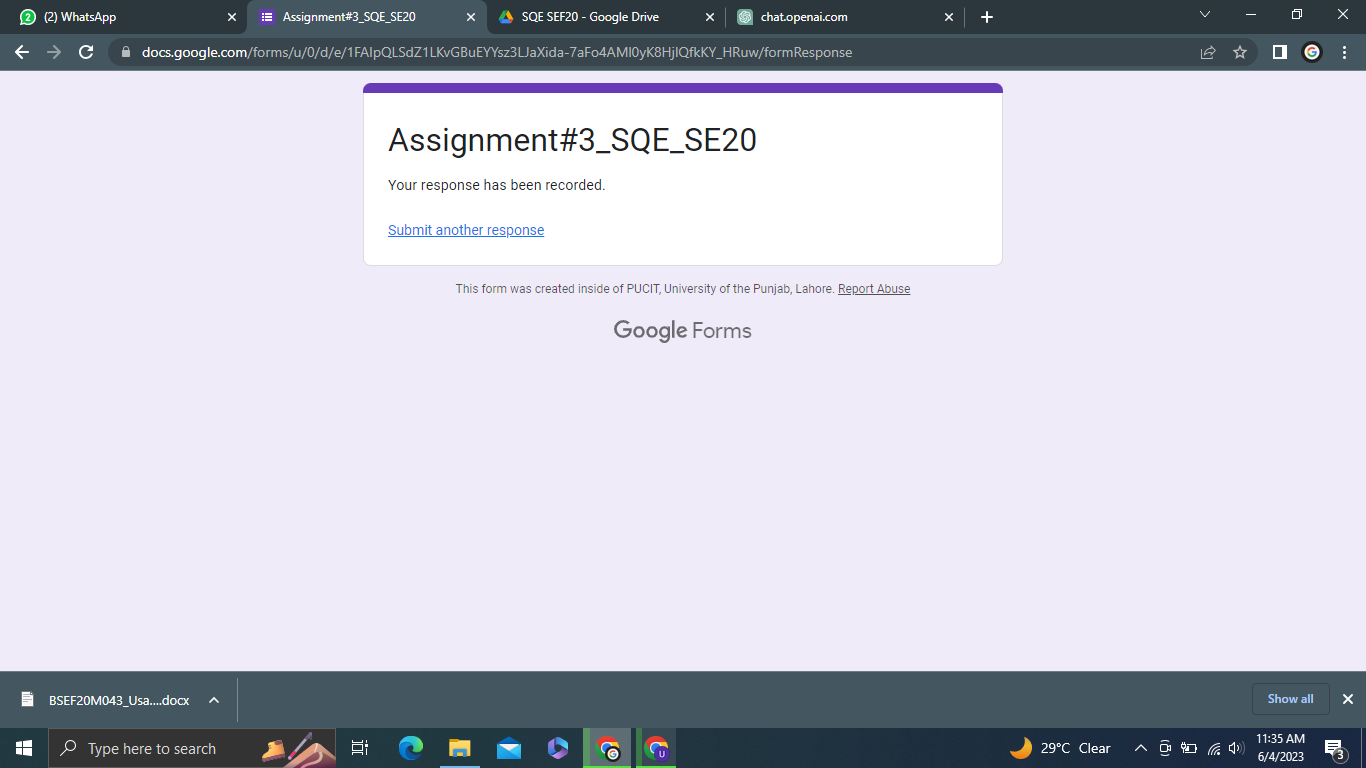 (2) WhatsApp
Assignment#3_SQE_SE20
SQE SEF20 - Google Drive
chat.openai.com
docs.google.com/forms/u/0/d/e/1FAIpQLSdZ1LKvGBuEYYsz3LJaXida-7aFo4AMI0yK8HjIQfkKY_HRuw/formResponse
Assignment#3_SQE_SE20
Your response has been recorded.
Submit another response
This form was created inside of PUCIT, University of the Punjab, Lahore. Report Abuse
Google Forms
BSEF20M043_Usa....docx
Show all
Type here to search
29°C Clear
11:35 AM
6/4/2023
3